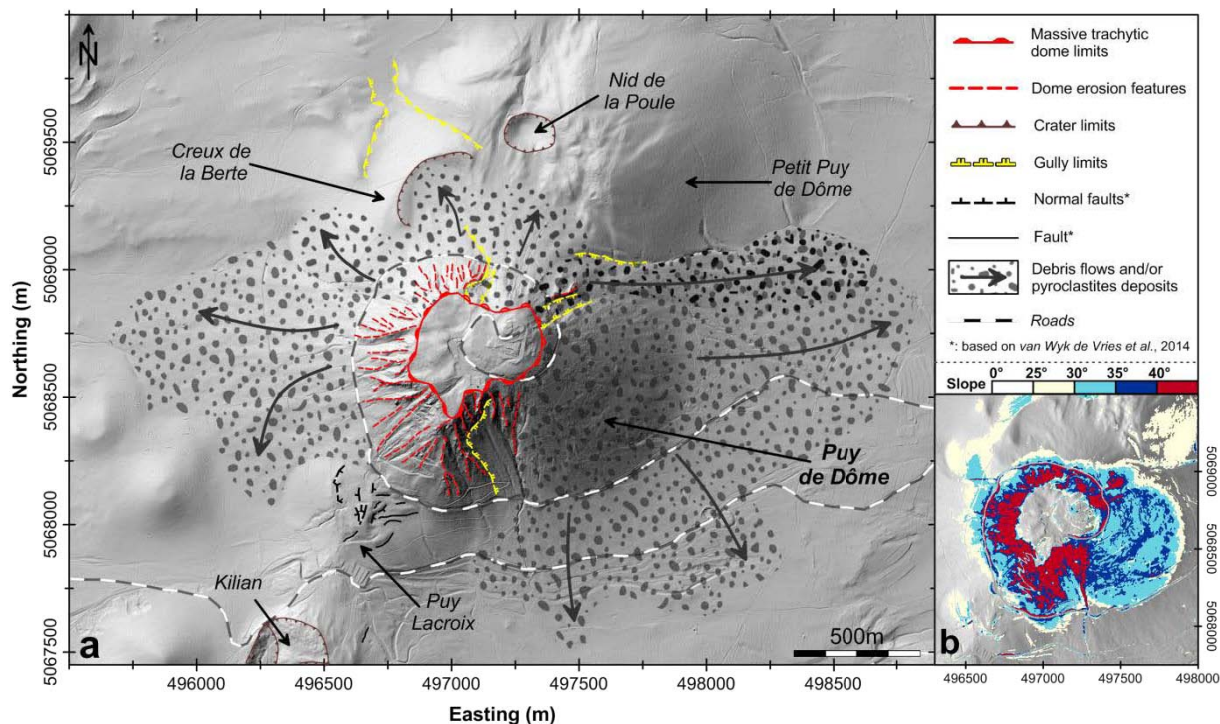 N
Nid de
la Poule
Creux de
la Berte
Petit Puy
de Dôme
Puy
de Dôme
Kilian
Puy
Lacroix
a
500m
5069500
5069000
5068500
5068000
5067500
Northing (m)
496000
496500
497000
497500
498000
498500
Easting (m)
Massive trachytic
dome limits
Dome erosion features
Crater limits
Gully limits
Normal faults*
Fault*
Debris flows and/or
pyroclastites deposits
Roads
*: based on van Wyk de Vries et al., 2014
Slope 0° 25 30 35 40
b
5069000
5068500
5068000
496500 497000 497500 498000